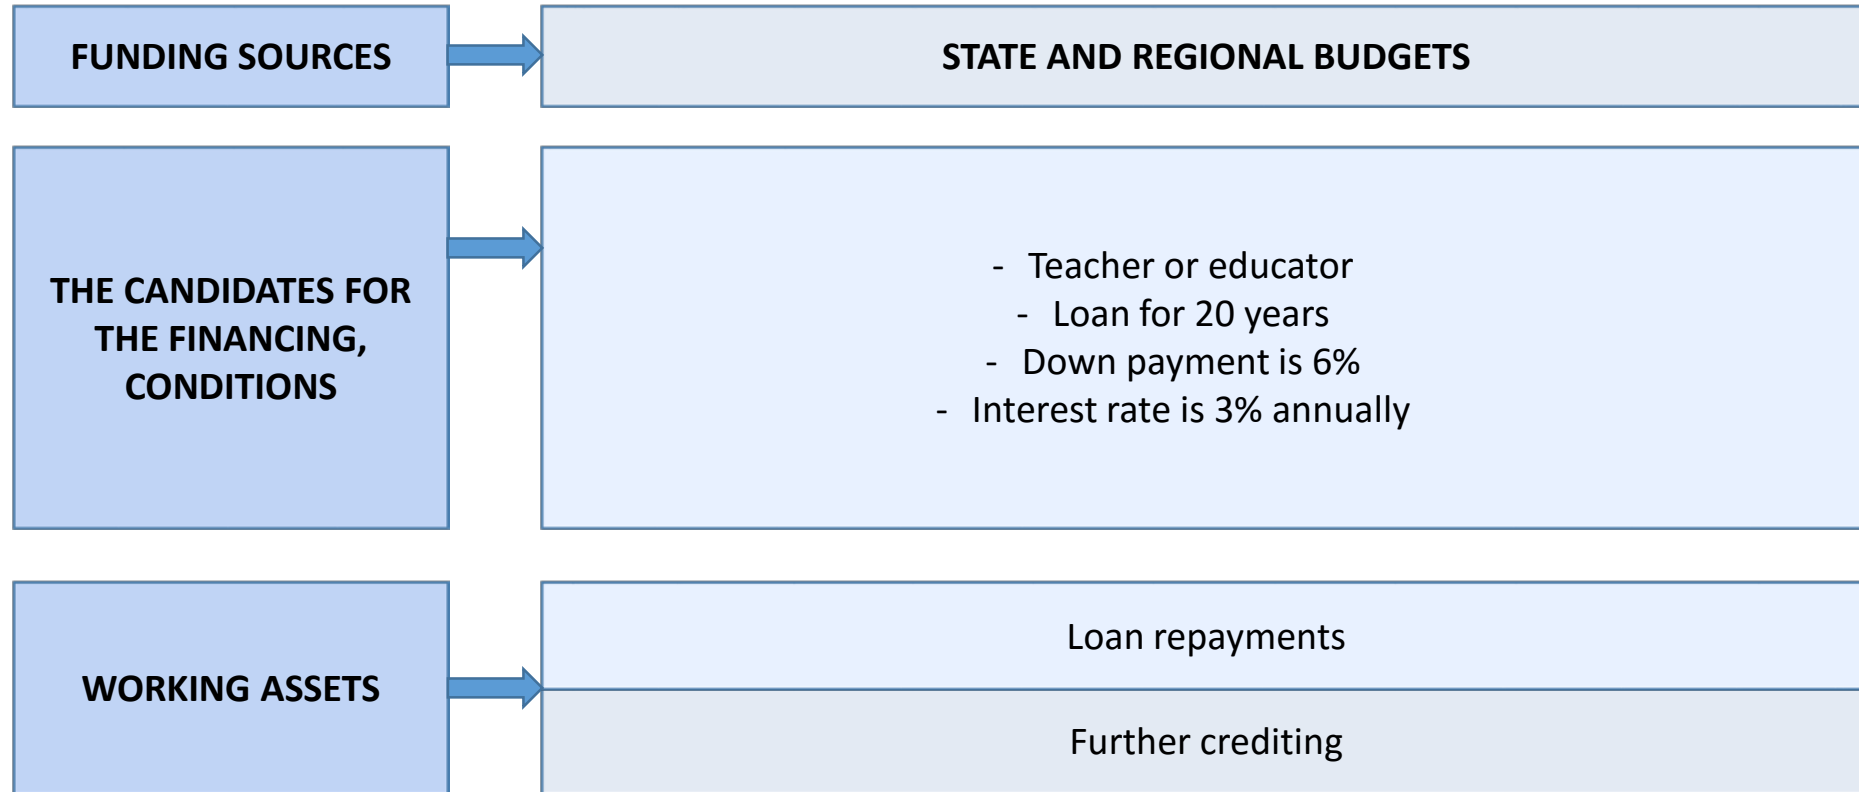 FUNDING SOURCES
STATE AND REGIONAL BUDGETS
THE CANDIDATES FOR
THE FINANCING,
CONDITIONS
- Teacher or educator
- Loan for 20 years
- Down payment is 6%
- Interest rate is 3% annually
WORKING ASSETS
Loan repayments
Further crediting